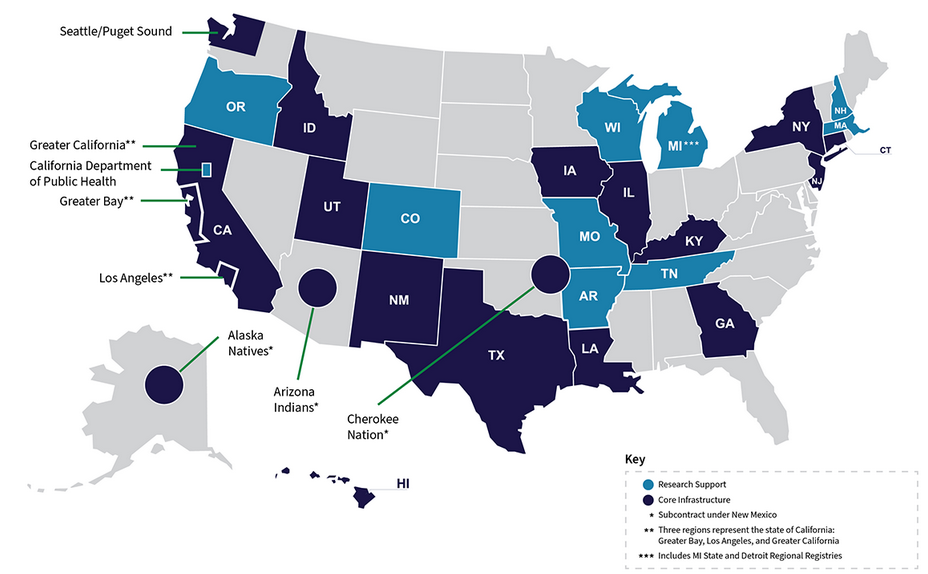 Seattle/Puget Sound
OR
ID
WI
MI***
NY
NH
MA
CT
NJ
Greater California**
California Department
of Public Health
Greater Bay**
CA
UT
CO
IA
IL
MO
KY
TN
Los Angeles**
NM
AR
GA
TX
LA
Alaska
Natives*
Arizona
Indians*
Cherokee
Nation*
HI
Key
Research Support
Core Infrastructure
* Subcontract under New Mexico
** Three regions represent the state of California:
Greater Bay, Los Angeles, and Greater California
*** Includes MI State and Detroit Regional Registries